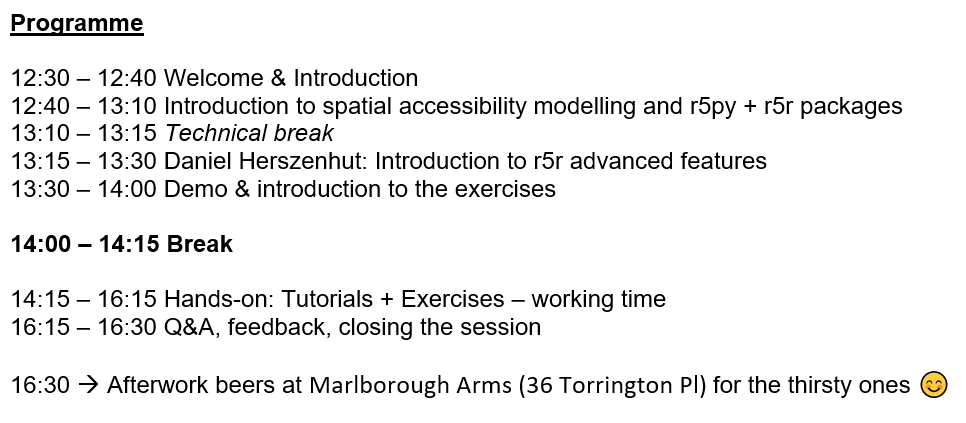 Programme
12:30 – 12:40 Welcome & Introduction
12:40 – 13:10 Introduction to spatial accessibility modelling and r5py + r5r packages
13:10 – 13:15 Technical break
13:15 – 13:30 Daniel Herszenhut: Introduction to r5r advanced features
13:30 – 14:00 Demo & introduction to the exercises
14:00 – 14:15 Break
14:15 – 16:15 Hands-on: Tutorials + Exercises – working time
16:15 – 16:30 Q&A, feedback, closing the session
16:30 → Afterwork beers at Marlborough Arms (36 Torrington Pl) for the thirsty ones 😊